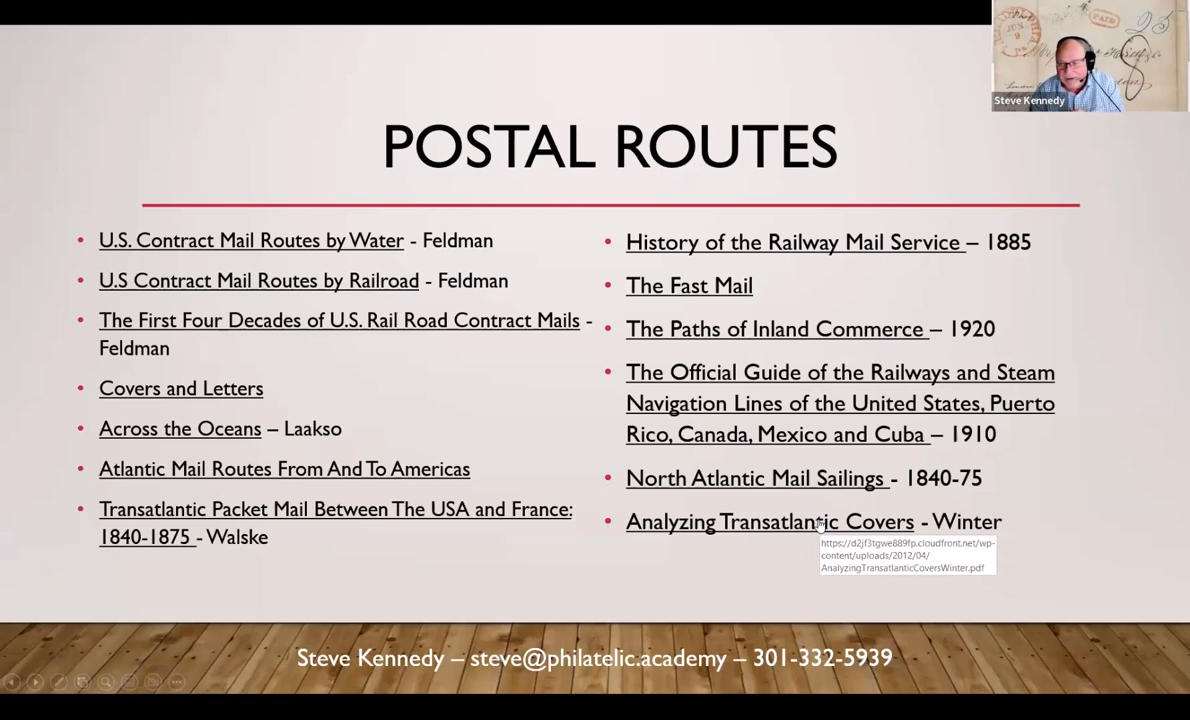 Steve Kennedy
PAID
POSTAL ROUTES
• U.S. Contract Mail Routes by Water - Feldman
• U.S Contract Mail Routes by Railroad - Feldman
• The First Four Decades of U.S. Rail Road Contract Mails -
Feldman
• Covers and Letters
• Across the Oceans – Laakso
• Atlantic Mail Routes From And To Americas
• Transatlantic Packet Mail Between The USA and France:
1840-1875 - Walske
• History of the Railway Mail Service – 1885
• The Fast Mail
• The Paths of Inland Commerce – 1920
• The Official Guide of the Railways and Steam
Navigation Lines of the United States, Puerto
Rico, Canada, Mexico and Cuba – 1910
• North Atlantic Mail Sailings - 1840-75
• Analyzing Transatlantic Covers - Winter
https://d2jf3tgwe889fp.cloudfront.net/wp-
content/uploads/2012/04/
AnalyzingTransatlanticCoversWinter.pdf
Steve Kennedy – steve@philatelic.academy – 301-332-5939